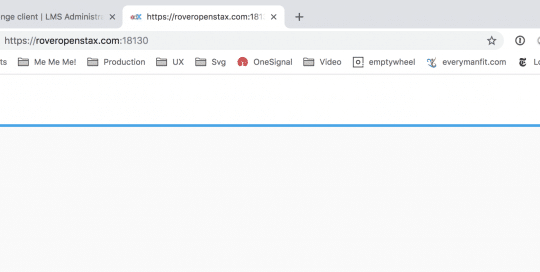 nge client | LMS Administra
https://roveropenstax.com:181
https://roveropenstax.com:18130
ts Me Me Me! Production UX Svg OneSignal Video emptywheel everymanfit.com Lo